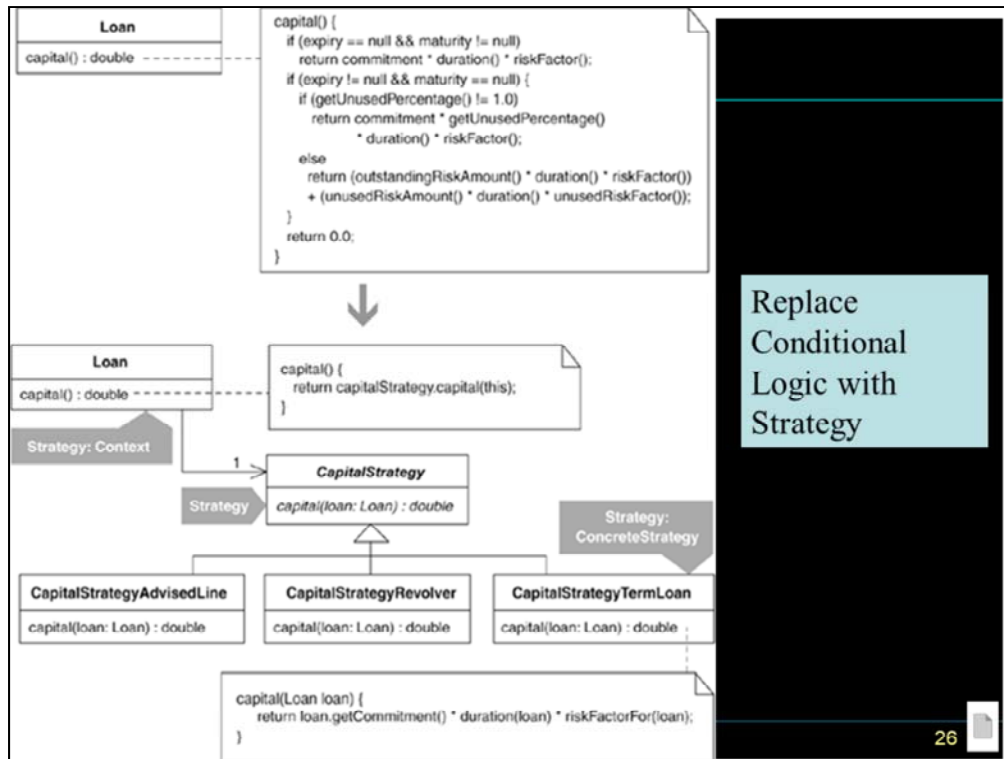 Loan
capital() : double
capital() {
if (expiry == null && maturity != null)
return commitment * duration() * riskFactor();
if (expiry != null && maturity == null) {
if (getUnusedPercentage() != 1.0)
return commitment * getUnusedPercentage()
* duration() * riskFactor();
else
return (outstandingRiskAmount() * duration() * riskFactor())
+ (unusedRiskAmount() * duration() * unusedRiskFactor());
}
return 0.0;
}
Loan
capital() : double
capital() {
return capitalStrategy.capital(this);
}
Strategy: Context
1
CapitalStrategy
capital(loan: Loan) : double
Strategy
Strategy:
ConcreteStrategy
CapitalStrategyAdvisedLine
capital(loan: Loan) : double
CapitalStrategyRevolver
capital(loan: Loan) : double
CapitalStrategyTermLoan
capital(loan: Loan) : double
capital(Loan loan) {
return loan.getCommitment() * duration(loan) * riskFactorFor(loan);
}
Replace
Conditional
Logic with
Strategy
26